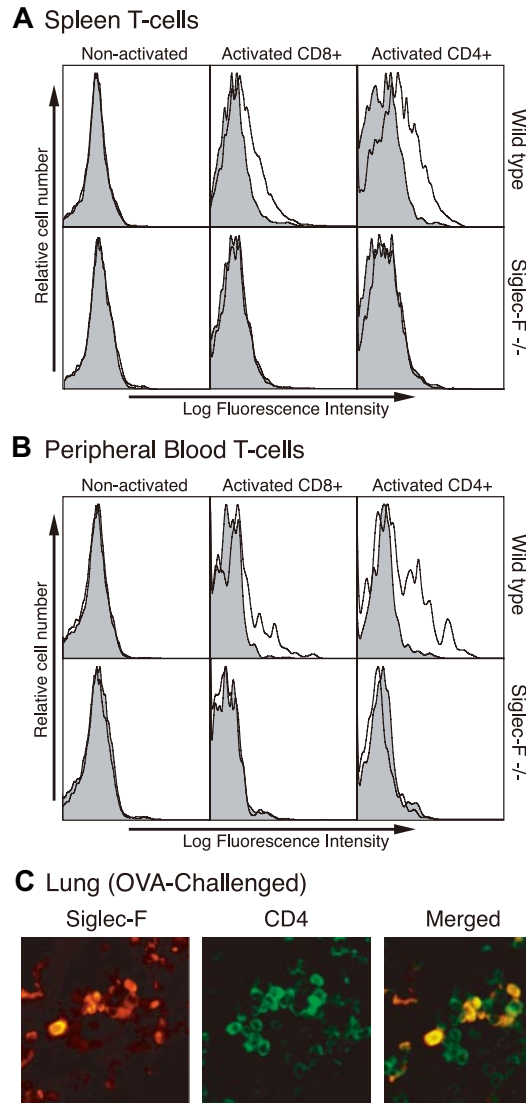 A Spleen T-cells
Non-activated Activated CD8+ Activated CD4+
Relative cell number
Wild type
Siglec-F -/-
Log Fluorescence Intensity
B Peripheral Blood T-cells
Non-activated Activated CD8+ Activated CD4+
Relative cell number
Wild type
Siglec-F -/-
Log Fluorescence Intensity
C Lung (OVA-Challenged)
Siglec-F CD4 Merged